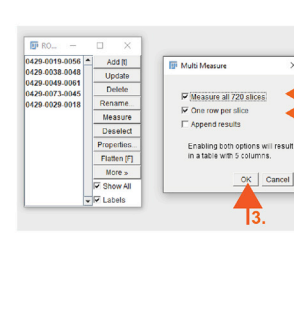 RO...
0429-0019-0056
0429-0038-0048
0429-0049-0061
0429-0073-0045
0429-0029-0018
Add [t]
Update
Delete
Rename...
Measure
Deselect
Properties...
Flatten [F]
More »
Show All
Labels
Multi Measure
Measure all 720 slices
One row per slice
Append results
Enabling both options will result
in a table with 5 columns.
OK
Cancel
3.